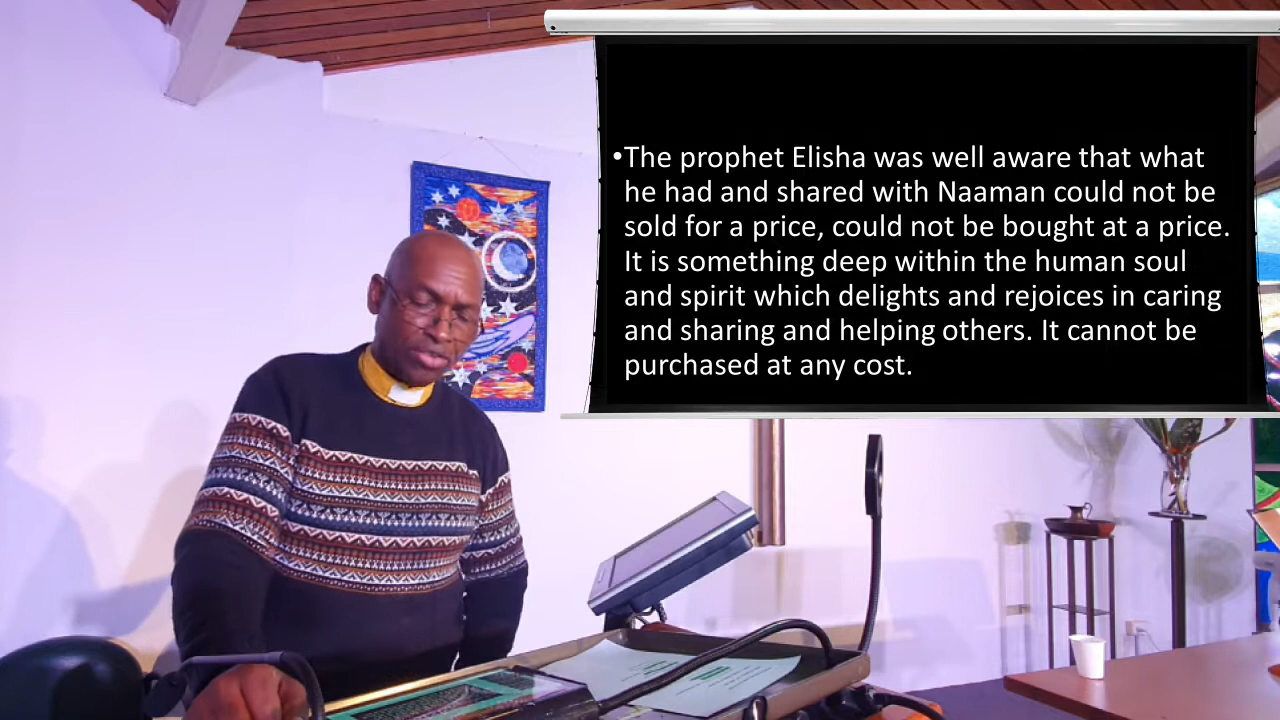 •The prophet Elisha was well aware that what
he had and shared with Naaman could not be
sold for a price, could not be bought at a price.
It is something deep within the human soul
and spirit which delights and rejoices in caring
and sharing and helping others. It cannot be
purchased at any cost.